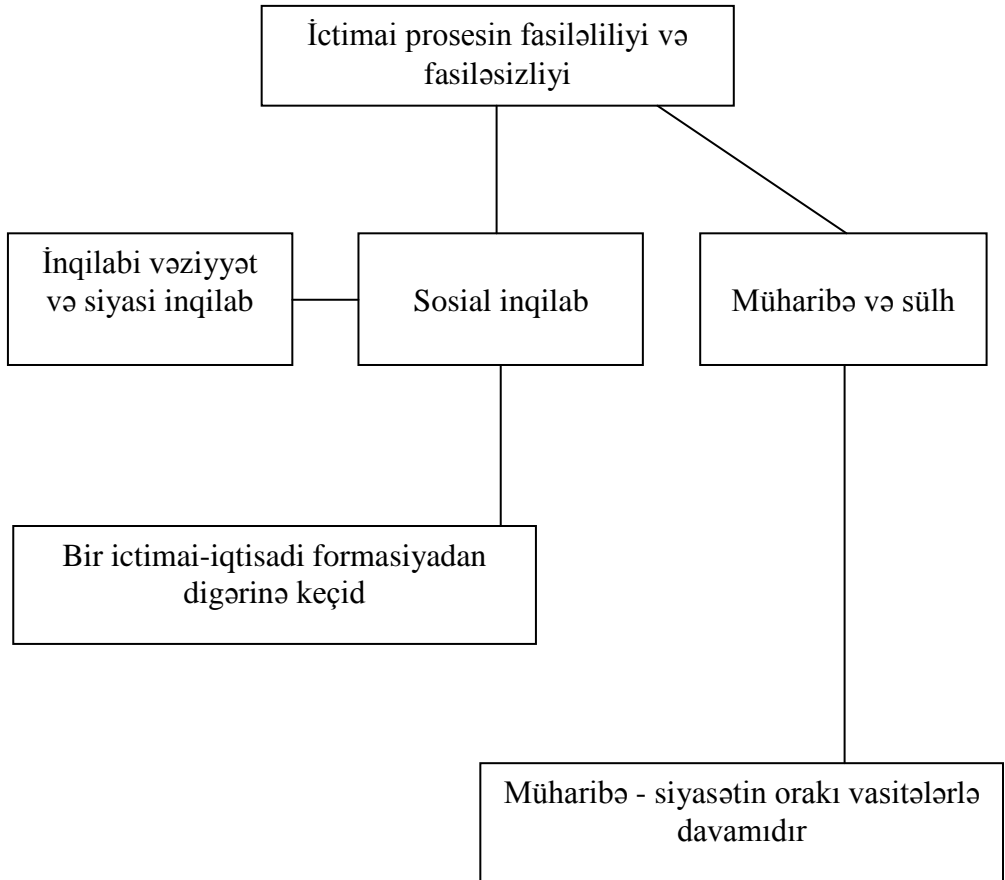 İctimai prosesin fasiləliliyi və
fasiləsizliyi
İnqilabi vəziyyət
və siyasi inqilab
Sosial inqilab
Müharibə və sülh
Bir ictimai-iqtisadi formasiyadan
digərinə keçid
Müharibə - siyasətin orakı vasitələrlə
davamıdır